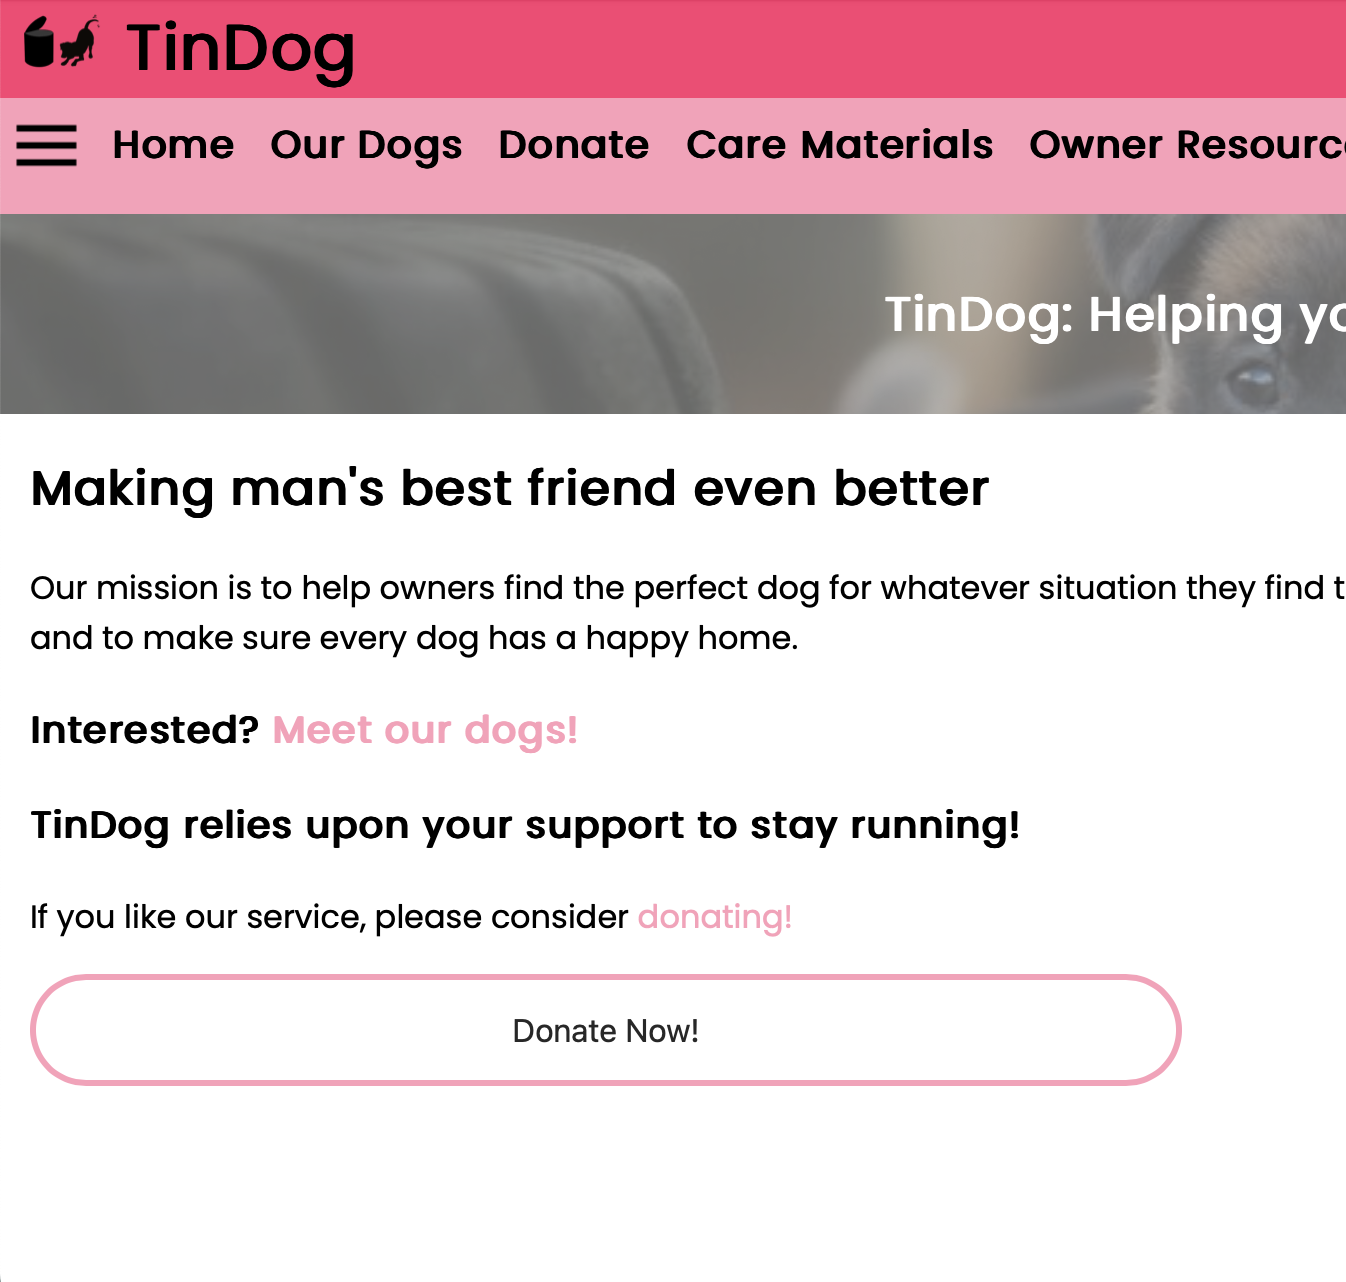 TinDog
Home Our Dogs Donate Care Materials Owner Resourc
TinDog: Helping yo
Making man's best friend even better
Our mission is to help owners find the perfect dog for whatever situation they find t
and to make sure every dog has a happy home.
Interested? Meet our dogs!
TinDog relies upon your support to stay running!
If you like our service, please consider donating!
Donate Now!